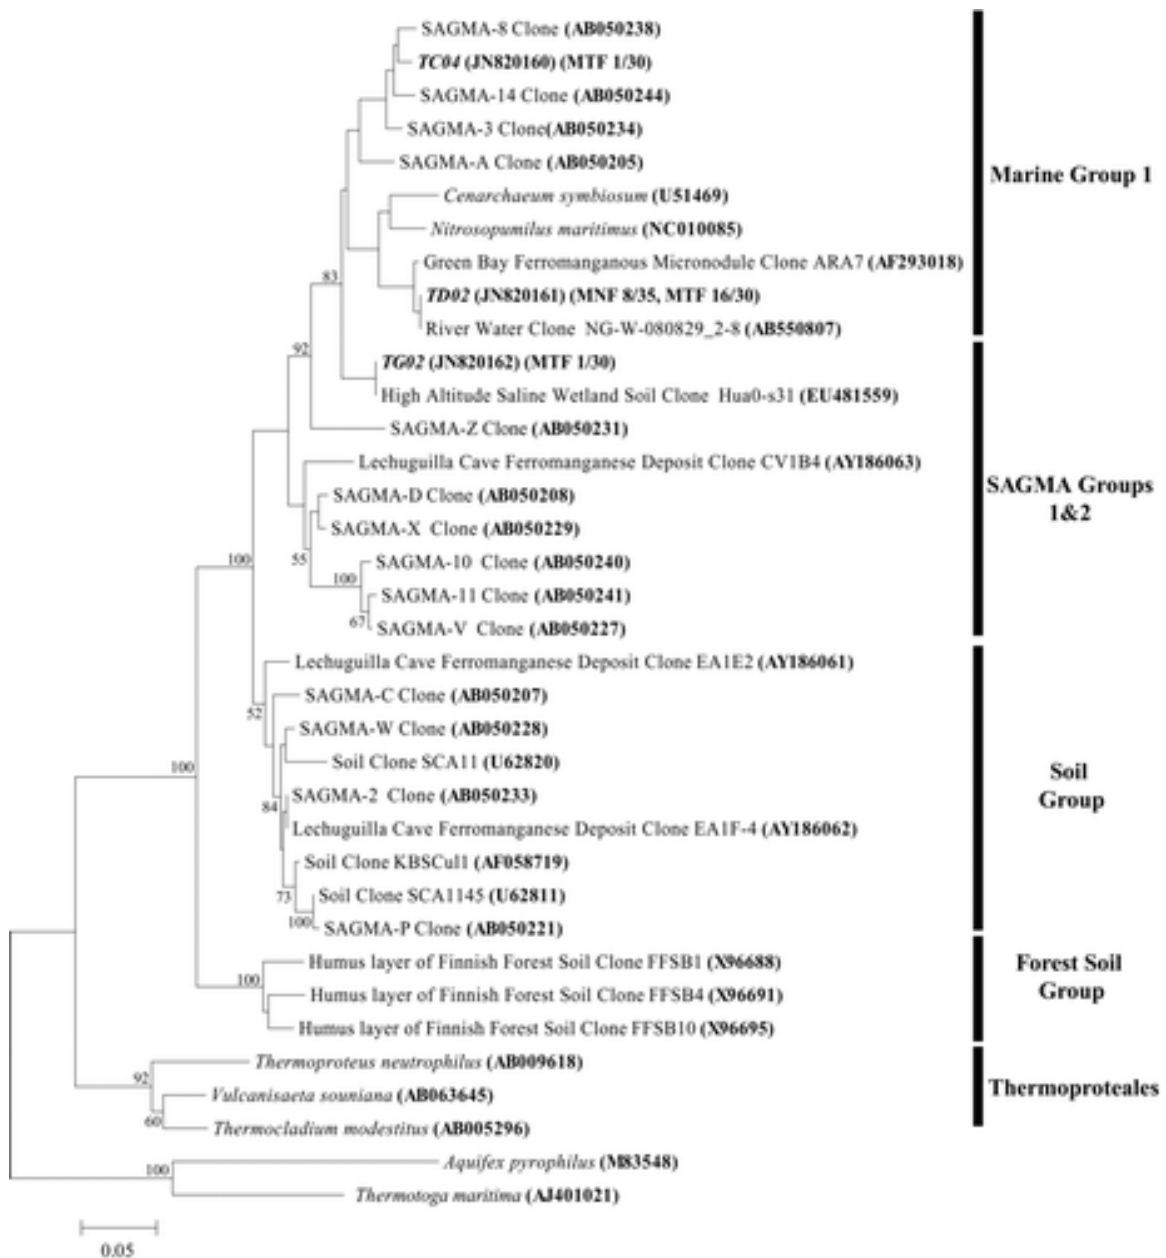 SAGMA-8 Clone (AB050238)
TC04 (JN820160) (MTF 1/30)
SAGMA-14 Clone (AB050244)
SAGMA-3 Clone(AB050234)
SAGMA-A Clone (AB050205)
Marine Group 1
Cenarchaeum symbiosum (U51469)
Nitrosopumilus maritimus (NC010085)
Green Bay Ferromanganous Micronodule Clone ARA7 (AF293018)
83
TD02 (JN820161) (MNF 8/35, MTF 16/30)
River Water Clone NG-W-080829_2-8 (AB550807)
92
TG02 (JN820162) (MTF 1/30)
High Altitude Saline Wetland Soil Clone Hua0-s31 (EU481559)
SAGMA-Z Clone (AB050231)
Lechuguilla Cave Ferromanganese Deposit Clone CV1B4 (AY186063)
SAGMA Groups
1&2
SAGMA-D Clone (AB050208)
SAGMA-X Clone (AB050229)
55
100
SAGMA-10 Clone (AB050240)
100
SAGMA-11 Clone (AB050241)
67
SAGMA-V Clone (AB050227)
Lechuguilla Cave Ferromanganese Deposit Clone EA1E2 (AY186061)
SAGMA-C Clone (AB050207)
52
SAGMA-W Clone (AB050228)
Soil Clone SCA11 (U62820)
100
Soil
Group
SAGMA-2 Clone (AB050233)
84
Lechuguilla Cave Ferromanganese Deposit Clone EA1F-4 (AY186062)
Soil Clone KBSCul1 (AF058719)
73
Soil Clone SCA1145 (U62811)
100
SAGMA-P Clone (AB050221)
Humus layer of Finnish Forest Soil Clone FFSB1 (X96688)
Forest Soil
Group
100
Humus layer of Finnish Forest Soil Clone FFSB4 (X96691)
Humus layer of Finnish Forest Soil Clone FFSB10 (X96695)
Thermoproteus neutrophilus (AB009618)
92
Thermoproteales
Vulcanisaeta souniana (AB063645)
60
Thermocladium modestitus (AB005296)
Aquifex pyrophilus (M83548)
100
Thermotoga maritima (AJ401021)
0.05